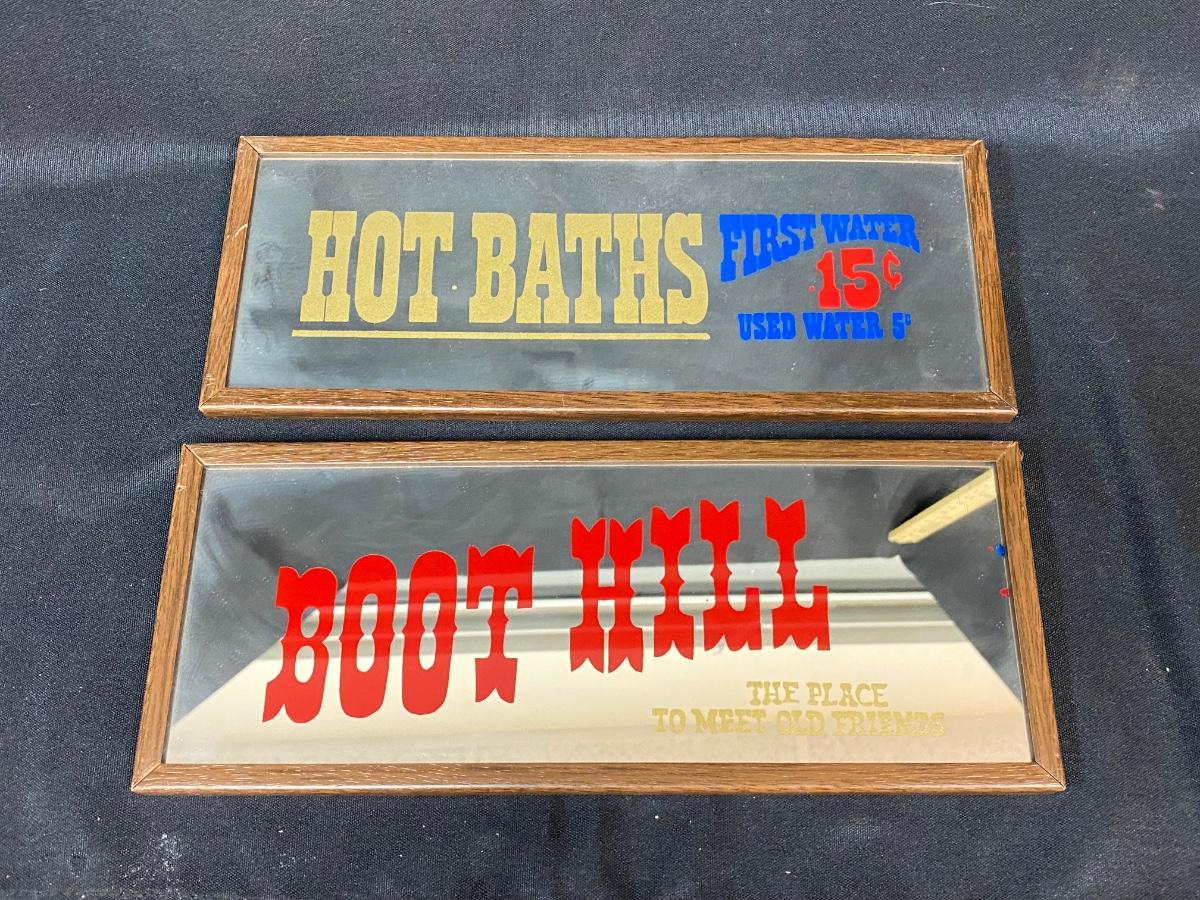 HOT BATHS
FIRST WATER
15¢
USED WATER 5¢
BOOT HILL
THE PLACE
TO MEET OLD FRIENDS